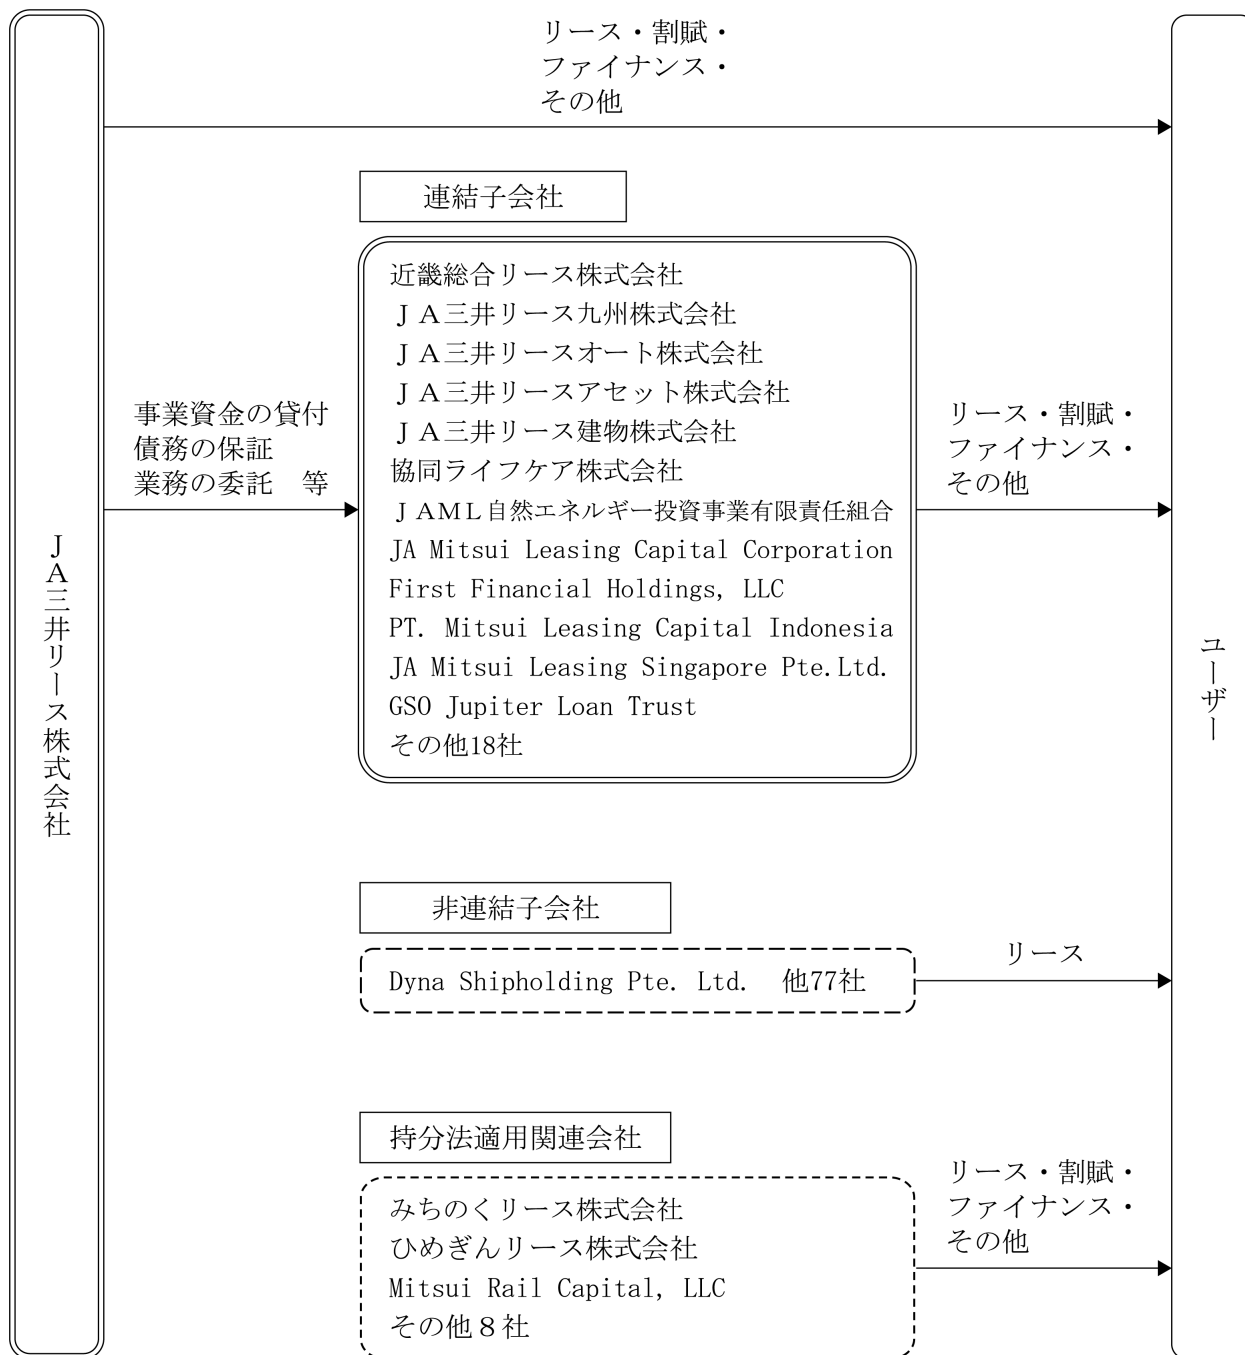 リース・割賦・
ファイナンス・
その他
連結子会社
近畿総合リース株式会社
ＪＡ三井リース九州株式会社
ＪＡ三井リースオート株式会社
ＪＡ三井リースアセット株式会社
ＪＡ三井リース建物株式会社
協同ライフケア株式会社
ＪＡＭＬ自然エネルギー投資事業有限責任組合
JA Mitsui Leasing Capital Corporation
First Financial Holdings, LLC
PT. Mitsui Leasing Capital Indonesia
JA Mitsui Leasing Singapore Pte.Ltd.
GSO Jupiter Loan Trust
その他18社
事業資金の貸付
債務の保証
業務の委託　等
リース・割賦・
ファイナンス・
その他
ＪＡ三井リース株式会社
ユーザー
非連結子会社
Dyna Shipholding Pte. Ltd.　他77社
リース
持分法適用関連会社
みちのくリース株式会社
ひめぎんリース株式会社
Mitsui Rail Capital, LLC
その他８社
リース・割賦・
ファイナンス・
その他